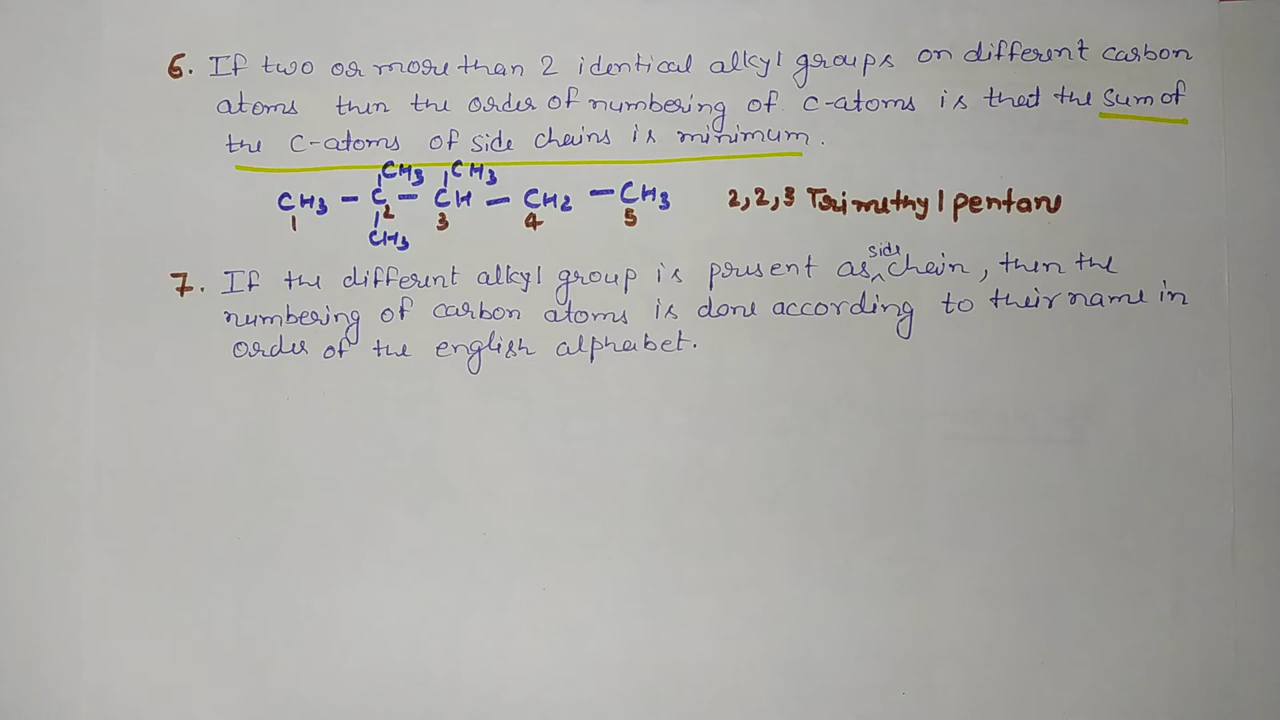 6. If two or more than 2 identical alkyl groups on different carbon
atoms then the order of numbering of C-atoms is that the sum of
the C-atoms of side chains is minimum.
CH3 CH3
CH3 - C - CH - CH2 - CH3 2,2,3 Trimethyl pentane
1 2 3 4 5
CH3
7. If the different alkyl group is present as side chain, then the
numbering of carbon atoms is done according to their name in
order of the english alphabet.